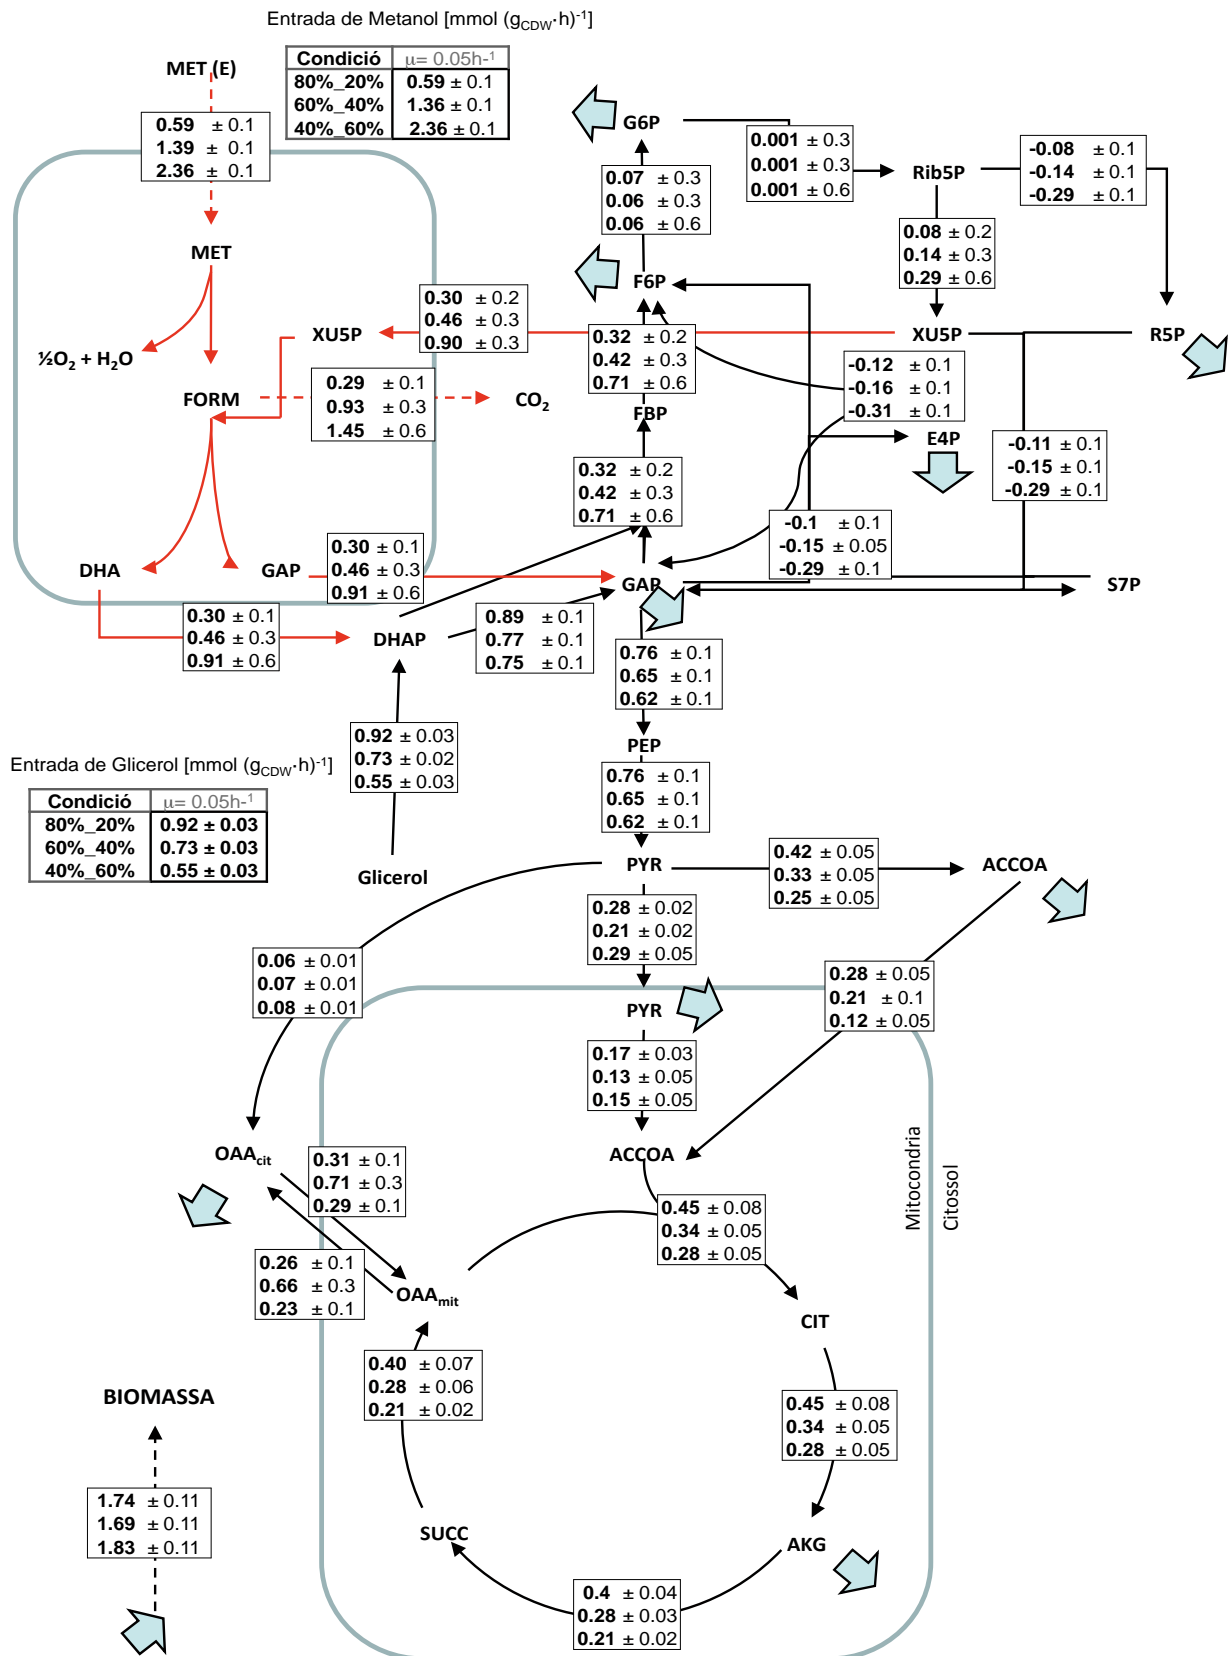 Entrada de Metanol [mmol (gCDW·h)-1]
Condició μ= 0.05h-1
80%_20% 0.59 ± 0.1
60%_40% 1.36 ± 0.1
40%_60% 2.36 ± 0.1
MET (E)
0.59 ± 0.1
1.39 ± 0.1
2.36 ± 0.1
G6P
0.001 ± 0.3
0.001 ± 0.3
0.001 ± 0.6
Rib5P
-0.08 ± 0.1
-0.14 ± 0.1
-0.29 ± 0.1
0.07 ± 0.3
0.06 ± 0.3
0.06 ± 0.6
0.08 ± 0.2
0.14 ± 0.3
0.29 ± 0.6
MET
F6P
0.30 ± 0.2
0.46 ± 0.3
0.90 ± 0.3
XU5P
0.32 ± 0.2
0.42 ± 0.3
0.71 ± 0.6
XU5P
R5P
½O2 + H2O
-0.12 ± 0.1
-0.16 ± 0.1
-0.31 ± 0.1
FORM
0.29 ± 0.1
0.93 ± 0.3
1.45 ± 0.6
CO2
FBP
E4P
-0.11 ± 0.1
-0.15 ± 0.1
-0.29 ± 0.1
0.32 ± 0.2
0.42 ± 0.3
0.71 ± 0.6
-0.1 ± 0.1
-0.15 ± 0.05
-0.29 ± 0.1
DHA
GAP
0.30 ± 0.1
0.46 ± 0.3
0.91 ± 0.6
GAP
S7P
0.30 ± 0.1
0.46 ± 0.3
0.91 ± 0.6
DHAP
0.89 ± 0.1
0.77 ± 0.1
0.75 ± 0.1
0.76 ± 0.1
0.65 ± 0.1
0.62 ± 0.1
0.92 ± 0.03
0.73 ± 0.02
0.55 ± 0.03
PEP
Entrada de Glicerol [mmol (gCDW·h)-1]
Condició μ= 0.05h-1
80%_20% 0.92 ± 0.03
60%_40% 0.73 ± 0.03
40%_60% 0.55 ± 0.03
0.76 ± 0.1
0.65 ± 0.1
0.62 ± 0.1
Glicerol
PYR
0.42 ± 0.05
0.33 ± 0.05
0.25 ± 0.05
ACCOA
0.28 ± 0.02
0.21 ± 0.02
0.29 ± 0.05
0.06 ± 0.01
0.07 ± 0.01
0.08 ± 0.01
0.28 ± 0.05
0.21 ± 0.1
0.12 ± 0.05
PYR
0.17 ± 0.03
0.13 ± 0.05
0.15 ± 0.05
OAAcit
ACCOA
0.31 ± 0.1
0.71 ± 0.3
0.29 ± 0.1
Mitocondria
Citossol
0.45 ± 0.08
0.34 ± 0.05
0.28 ± 0.05
0.26 ± 0.1
0.66 ± 0.3
0.23 ± 0.1
OAAmit
CIT
0.40 ± 0.07
0.28 ± 0.06
0.21 ± 0.02
BIOMASSA
0.45 ± 0.08
0.34 ± 0.05
0.28 ± 0.05
1.74 ± 0.11
1.69 ± 0.11
1.83 ± 0.11
SUCC
AKG
0.4 ± 0.04
0.28 ± 0.03
0.21 ± 0.02